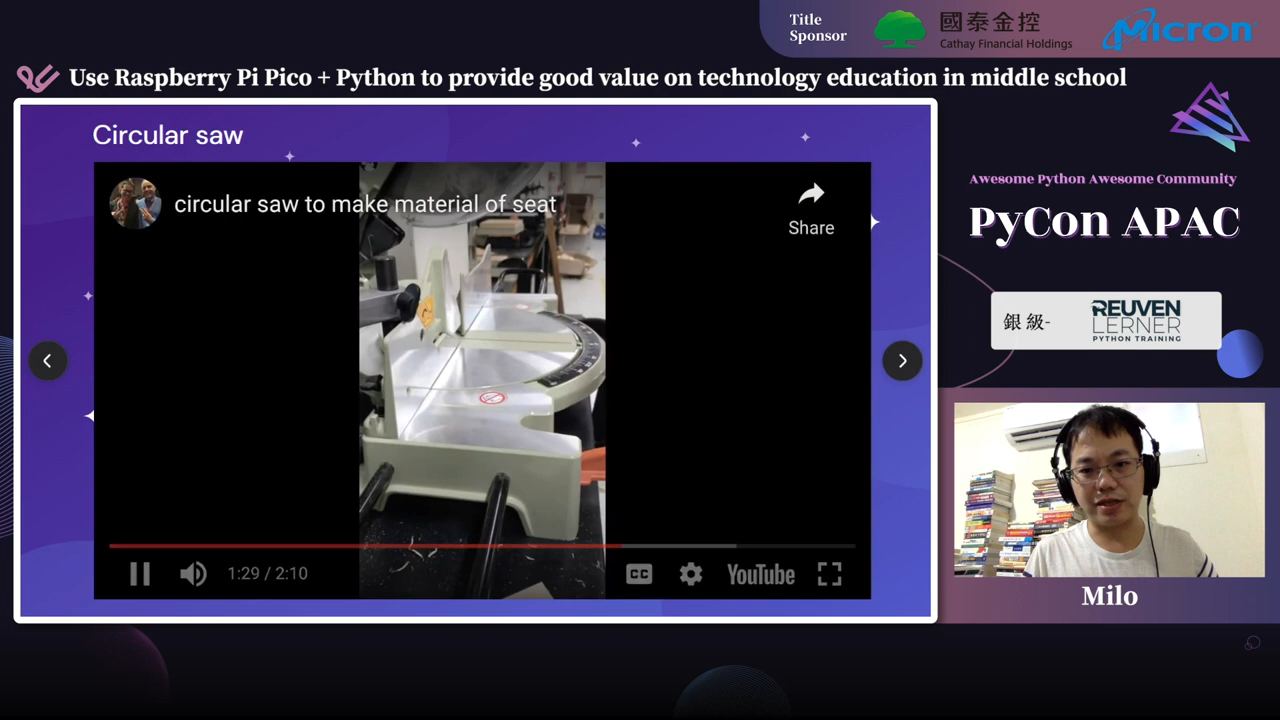 Title
Sponsor
國泰金控
Cathay Financial Holdings
Micron
Use Raspberry Pi Pico + Python to provide good value on technology education in middle school
Circular saw
circular saw to make material of seat
Share
1:29 / 2:10
CC
YouTube
Awesome Python Awesome Community
PyCon APAC
銀級-
REUVEN
LERNER
PYTHON TRAINING
Milo